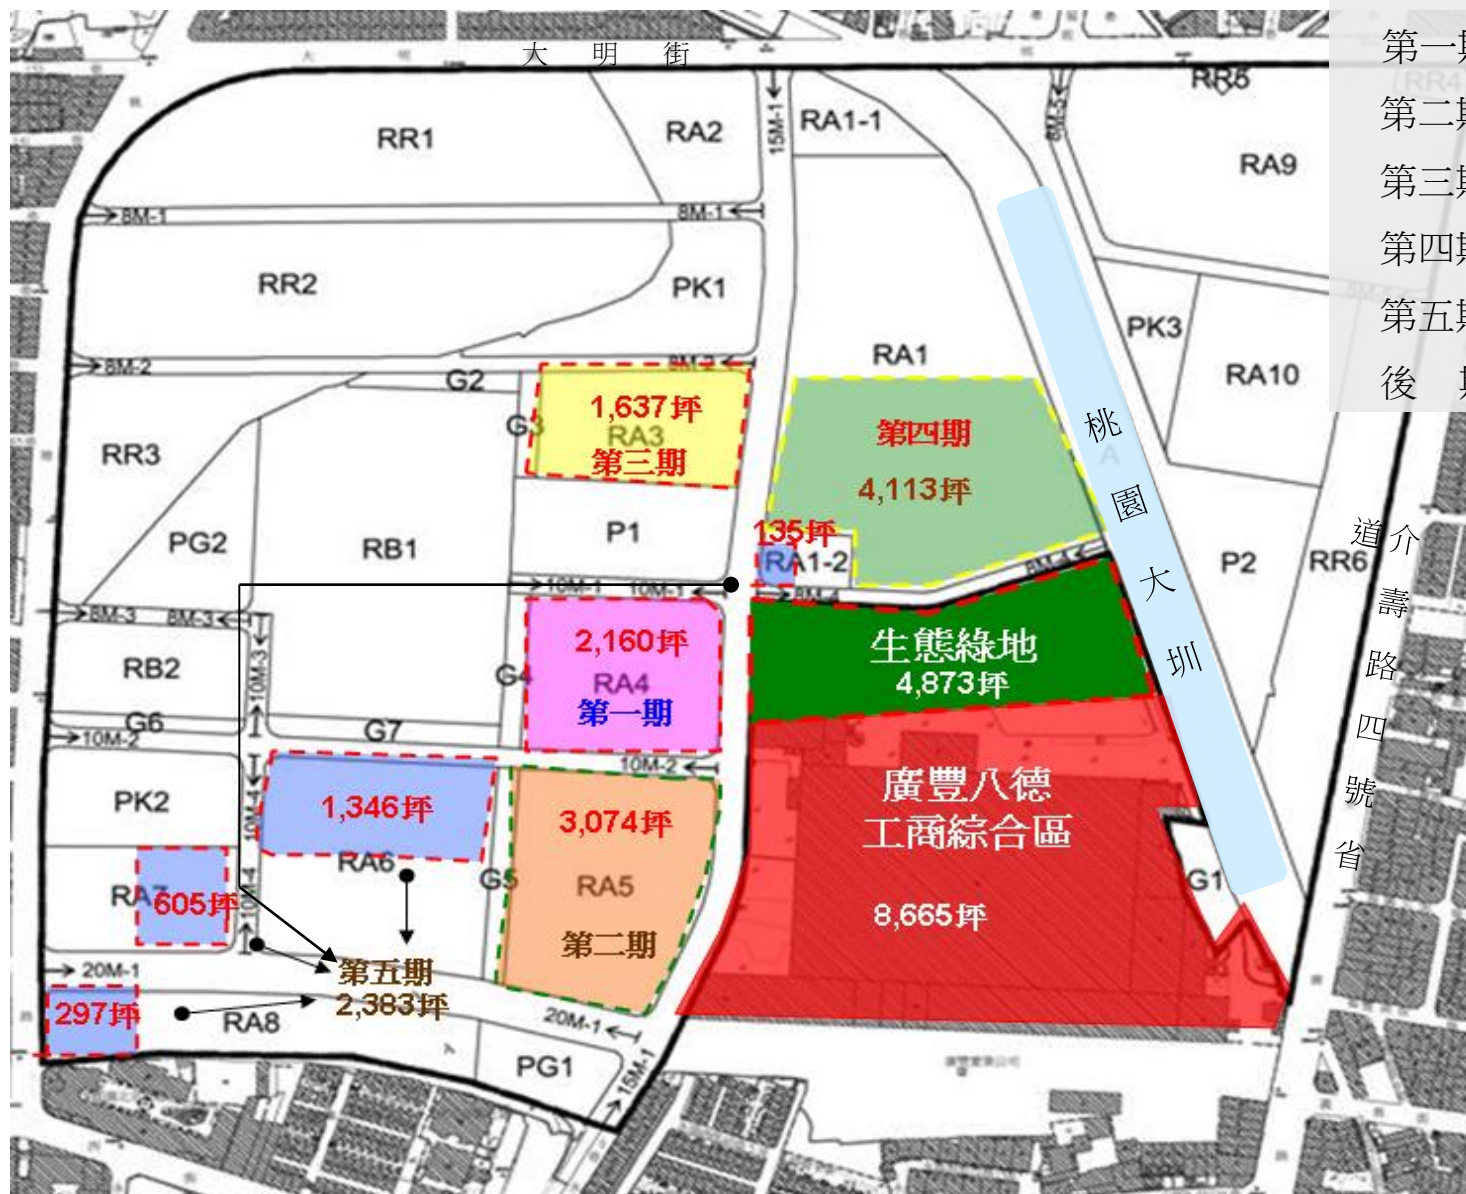 大明街
第一
第二
第三
第四
第五
後
RR1
RA2
15M-1
RA1-1
8M-5
RR5
RR4
RA9
8M-1
8M-1
RR2
PK1
PK3
RA10
8M-2
8M-2
RA1
G2
G3
1,637坪
RA3
第三期
第四期
4,113坪
RR3
PG2
RB1
P1
135坪
RA1-2
8M-4
8M-4
桃園大圳
A
P2
RR6
介壽路四號省道
10M-1
10M-1
8M-3
8M-3
RB2
10M-3
G4
2,160坪
RA4
第一期
生態綠地
4,873坪
G6
G7
10M-2
10M-2
PK2
10M-4
1,346坪
RA6
3,074坪
RA5
第二期
G5
廣豐八德
工商綜合區
8,665坪
G1
RA7
605坪
10M-4
20M-1
第五期
2,383坪
297坪
RA8
20M-1
PG1
15M-1